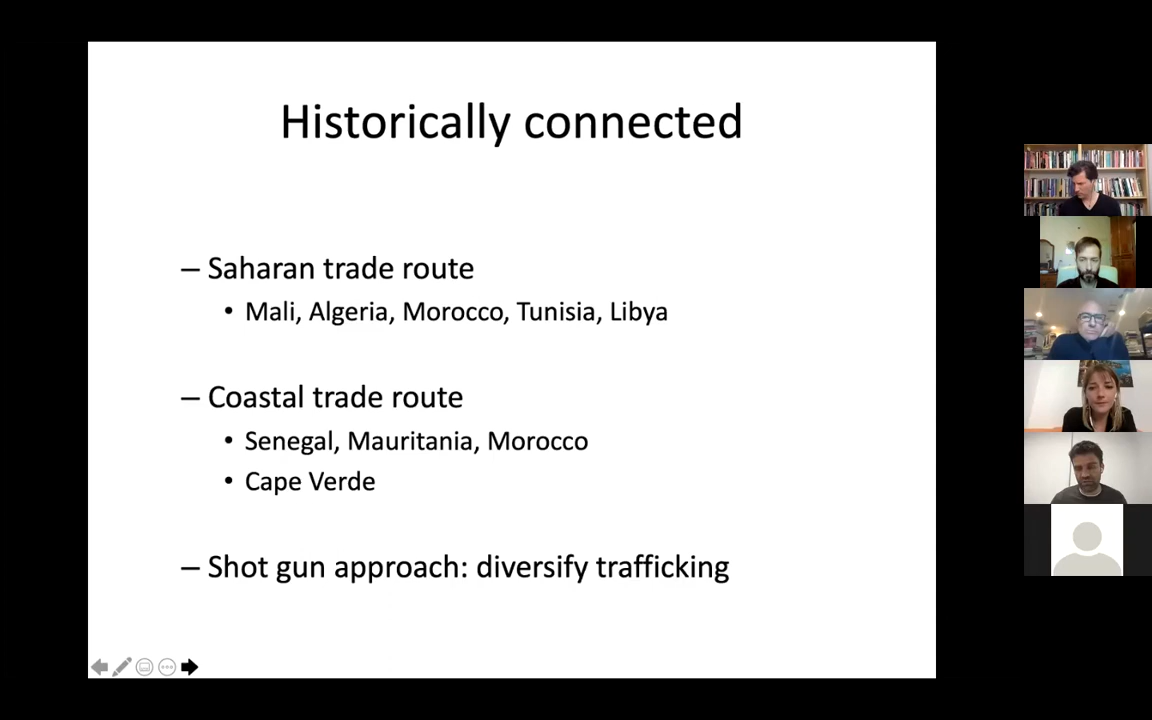 Historically connected
– Saharan trade route
• Mali, Algeria, Morocco, Tunisia, Libya
– Coastal trade route
• Senegal, Mauritania, Morocco
• Cape Verde
– Shot gun approach: diversify trafficking